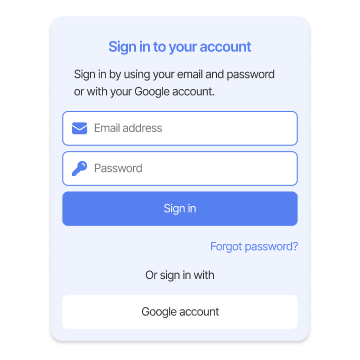 Sign in to your account
Sign in by using your email and password
or with your Google account.
Email address
Password
Sign in
Forgot password?
Or sign in with
Google account